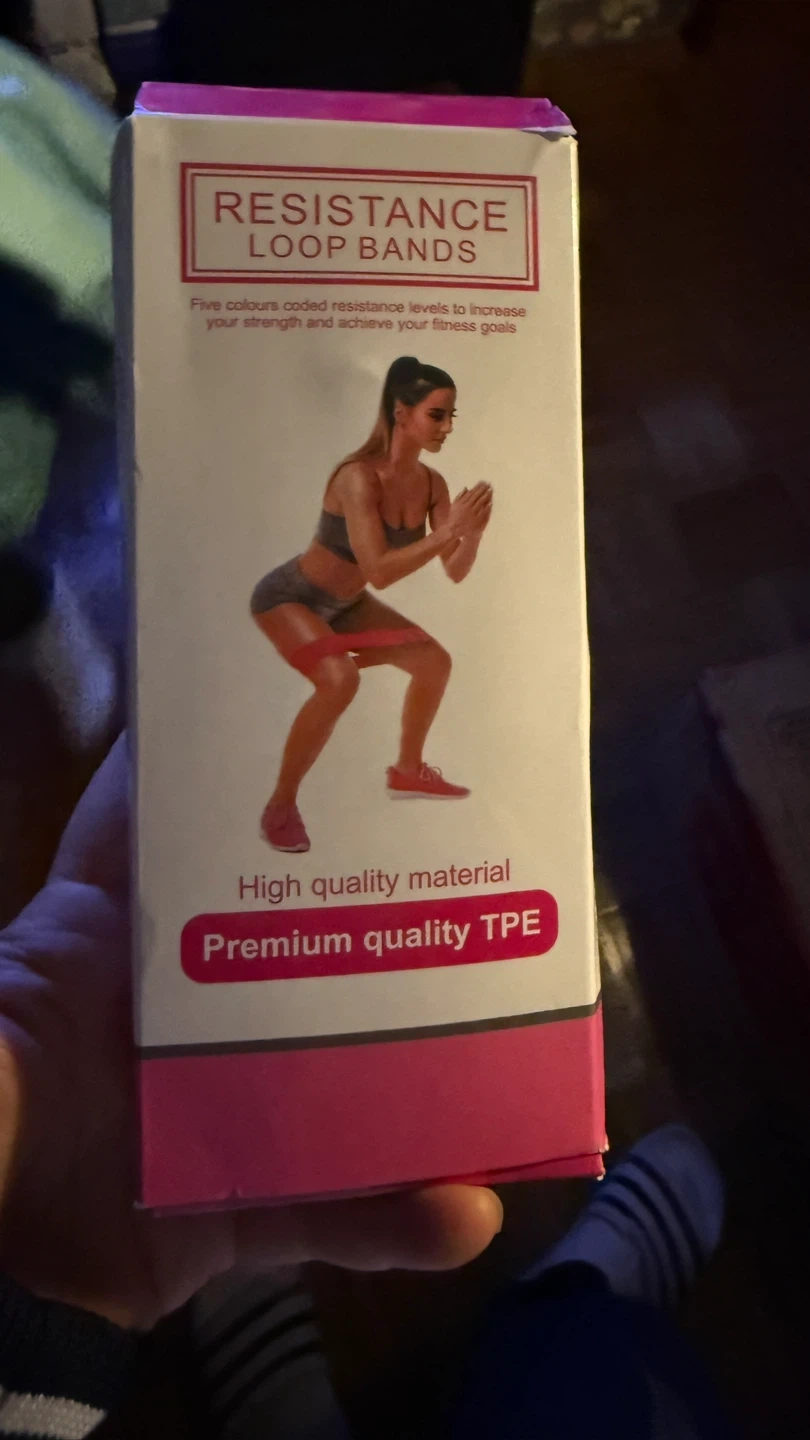 RESISTANCE
LOOP BANDS
Five colours coded resistance levels to increase
your strength and achieve your fitness goals
High quality material
Premium quality TPE